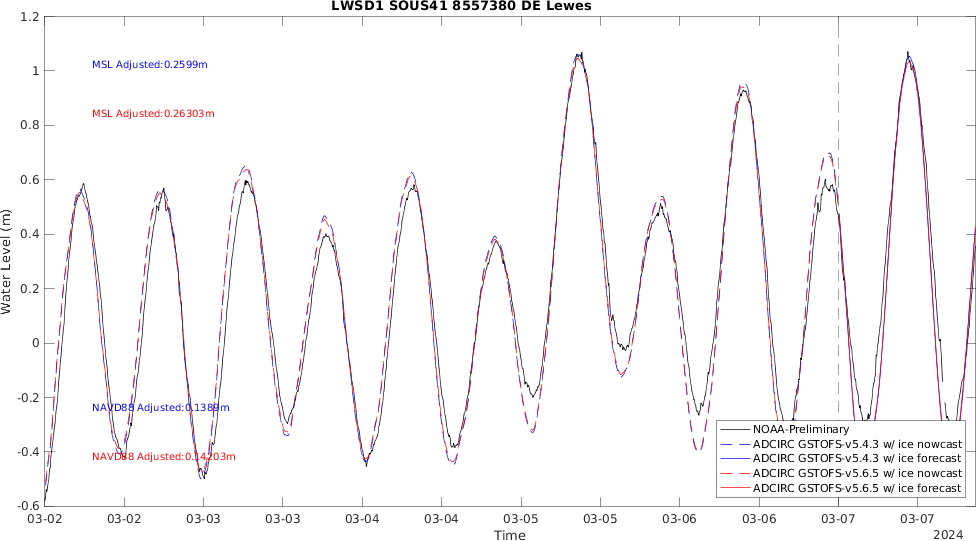 LWSD1 SOUS41 8557380 DE Lewes
1.2
1
0.8
0.6
0.4
0.2
0
-0.2
-0.4
-0.6
Water Level (m)
MSL Adjusted:0.2599m
MSL Adjusted:0.26303m
NAVD88 Adjusted:0.1389m
NAVD88 Adjusted:0.14203m
NOAA-Preliminary
ADCIRC GSTOFS-v5.4.3 w/ ice nowcast
ADCIRC GSTOFS-v5.4.3 w/ ice forecast
ADCIRC GSTOFS-v5.6.5 w/ ice nowcast
ADCIRC GSTOFS-v5.6.5 w/ ice forecast
03-02 03-02 03-03 03-03 03-04 03-04 03-05 03-05 03-06 03-06 03-07 03-07
Time
2024